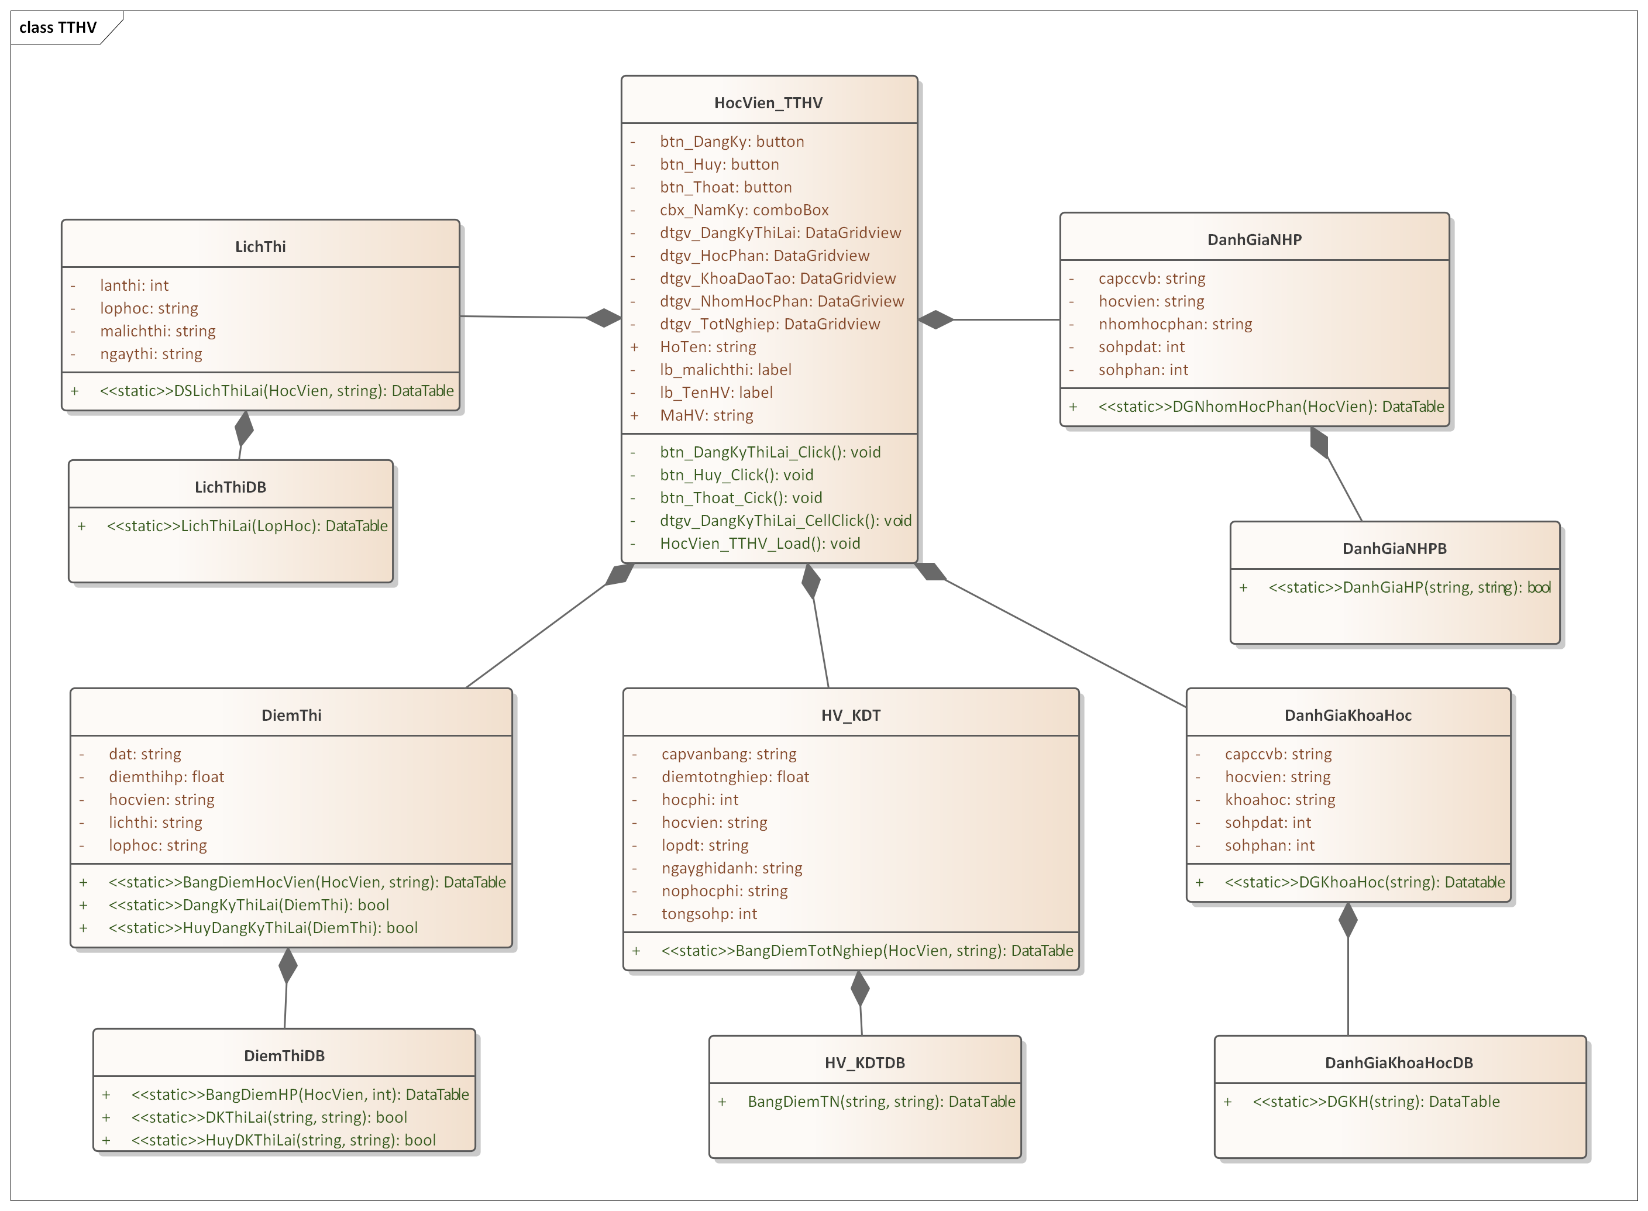 class TTHV
HocVien_TTHV
- btn_DangKy: button
- btn_Huy: button
- btn_Thoat: button
- cbx_NamKy: comboBox
- dtgv_DangKyThiLai: DataGridview
- dtgv_HocPhan: DataGridview
- dtgv_KhoaDaoTao: DataGridview
- dtgv_NhomHocPhan: DataGriview
- dtgv_TotNghiep: DataGridview
+ HoTen: string
- lb_malichthi: label
- lb_TenHV: label
+ MaHV: string
- btn_DangKyThiLai_Click(): void
- btn_Huy_Click(): void
- btn_Thoat_Cick(): void
- dtgv_DangKyThiLai_CellClick(): void
- HocVien_TTHV_Load(): void
LichThi
- lanthi: int
- lophoc: string
- malichthi: string
- ngaythi: string
+ <<static>>DSLichThiLai(HocVien, string): DataTable
LichThiDB
+ <<static>>LichThiLai(LopHoc): DataTable
DanhGiaNHP
- capccvb: string
- hocvien: string
- nhomhocphan: string
- sohpdat: int
- sohphan: int
+ <<static>>DGNhomHocPhan(HocVien): DataTable
DanhGiaNHPB
+ <<static>>DanhGiaHP(string, string): bool
DiemThi
- dat: string
- diemthihp: float
- hocvien: string
- lichthi: string
- lophoc: string
+ <<static>>BangDiemHocVien(HocVien, string): DataTable
+ <<static>>DangKyThiLai(DiemThi): bool
+ <<static>>HuyDangKyThiLai(DiemThi): bool
HV_KDT
- capvanbang: string
- diemtotnghiep: float
- hocphi: int
- hocvien: string
- lopdt: string
- ngayghidanh: string
- nophocphi: string
- tongsohp: int
+ <<static>>BangDiemTotNghiep(HocVien, string): DataTable
DanhGiaKhoaHoc
- capccvb: string
- hocvien: string
- khoahoc: string
- sohpdat: int
- sohphan: int
+ <<static>>DGKhoaHoc(string): Datatable
DiemThiDB
+ <<static>>BangDiemHP(HocVien, int): DataTable
+ <<static>>DKThiLai(string, string): bool
+ <<static>>HuyDKThiLai(string, string): bool
HV_KDTDB
+ BangDiemTN(string, string): DataTable
DanhGiaKhoaHocDB
+ <<static>>DGKH(string): DataTable